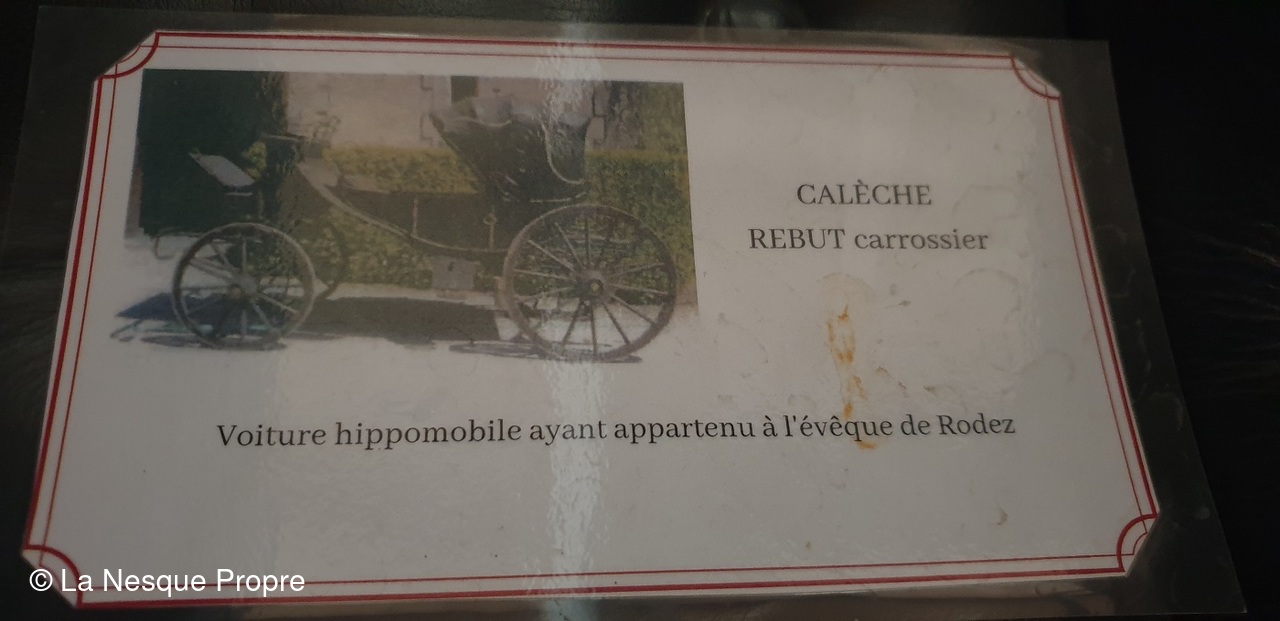 CALÈCHE
REBUT carrossier
Voiture hippomobile ayant appartenu à l'évêque de Rodez
© La Nesque Propre